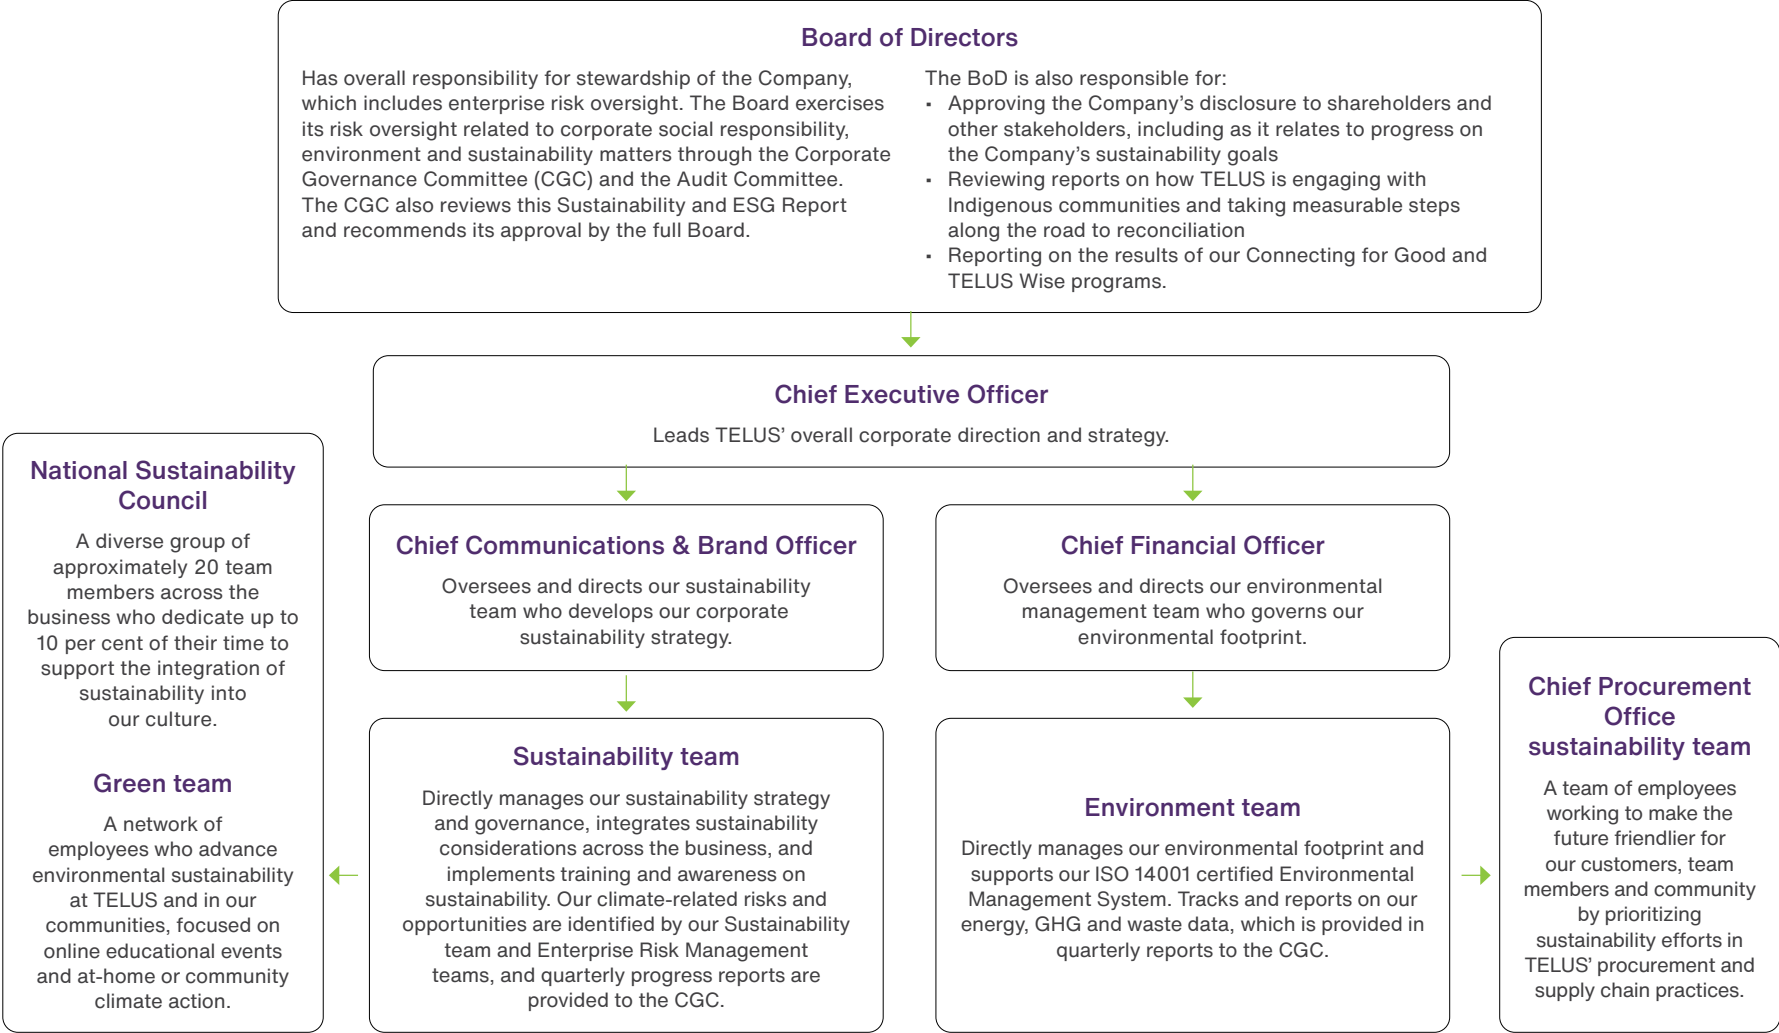 Board of Directors
Has overall responsibility for stewardship of the Company,
which includes enterprise risk oversight. The Board exercises
its risk oversight related to corporate social responsibility,
environment and sustainability matters through the Corporate
Governance Committee (CGC) and the Audit Committee.
The CGC also reviews this Sustainability and ESG Report
and recommends its approval by the full Board.
The BoD is also responsible for:
▪ Approving the Company’s disclosure to shareholders and
other stakeholders, including as it relates to progress on
the Company’s sustainability goals
▪ Reviewing reports on how TELUS is engaging with
Indigenous communities and taking measurable steps
along the road to reconciliation
▪ Reporting on the results of our Connecting for Good and
TELUS Wise programs.
Chief Executive Officer
Leads TELUS’ overall corporate direction and strategy.
National Sustainability
Council
A diverse group of
approximately 20 team
members across the
business who dedicate up to
10 per cent of their time to
support the integration of
sustainability into
our culture.
Green team
A network of
employees who advance
environmental sustainability
at TELUS and in our
communities, focused on
online educational events
and at-home or community
climate action.
Chief Communications & Brand Officer
Oversees and directs our sustainability
team who develops our corporate
sustainability strategy.
Sustainability team
Directly manages our sustainability strategy
and governance, integrates sustainability
considerations across the business, and
implements training and awareness on
sustainability. Our climate-related risks and
opportunities are identified by our Sustainability
team and Enterprise Risk Management
teams, and quarterly progress reports are
provided to the CGC.
Chief Financial Officer
Oversees and directs our environmental
management team who governs our
environmental footprint.
Environment team
Directly manages our environmental footprint and
supports our ISO 14001 certified Environmental
Management System. Tracks and reports on our
energy, GHG and waste data, which is provided in
quarterly reports to the CGC.
Chief Procurement
Office
sustainability team
A team of employees
working to make the
future friendlier for
our customers, team
members and community
by prioritizing
sustainability efforts in
TELUS’ procurement and
supply chain practices.